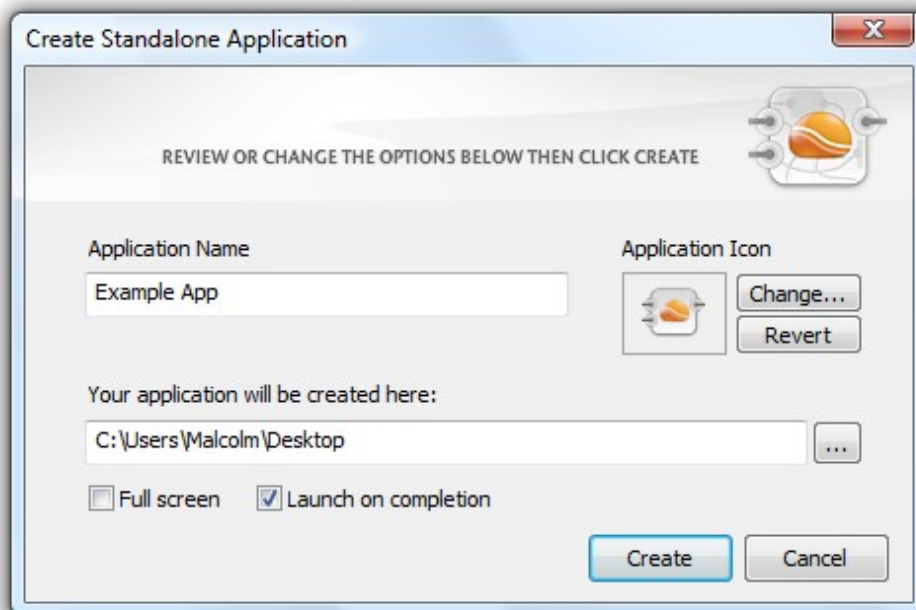 Create Standalone Application
REVIEW OR CHANGE THE OPTIONS BELOW THEN CLICK CREATE
Application Name
Application Icon
Example App
Change...
Revert
Your application will be created here:
C:\Users\Malcolm\Desktop
...
Full screen
Launch on completion
Create
Cancel